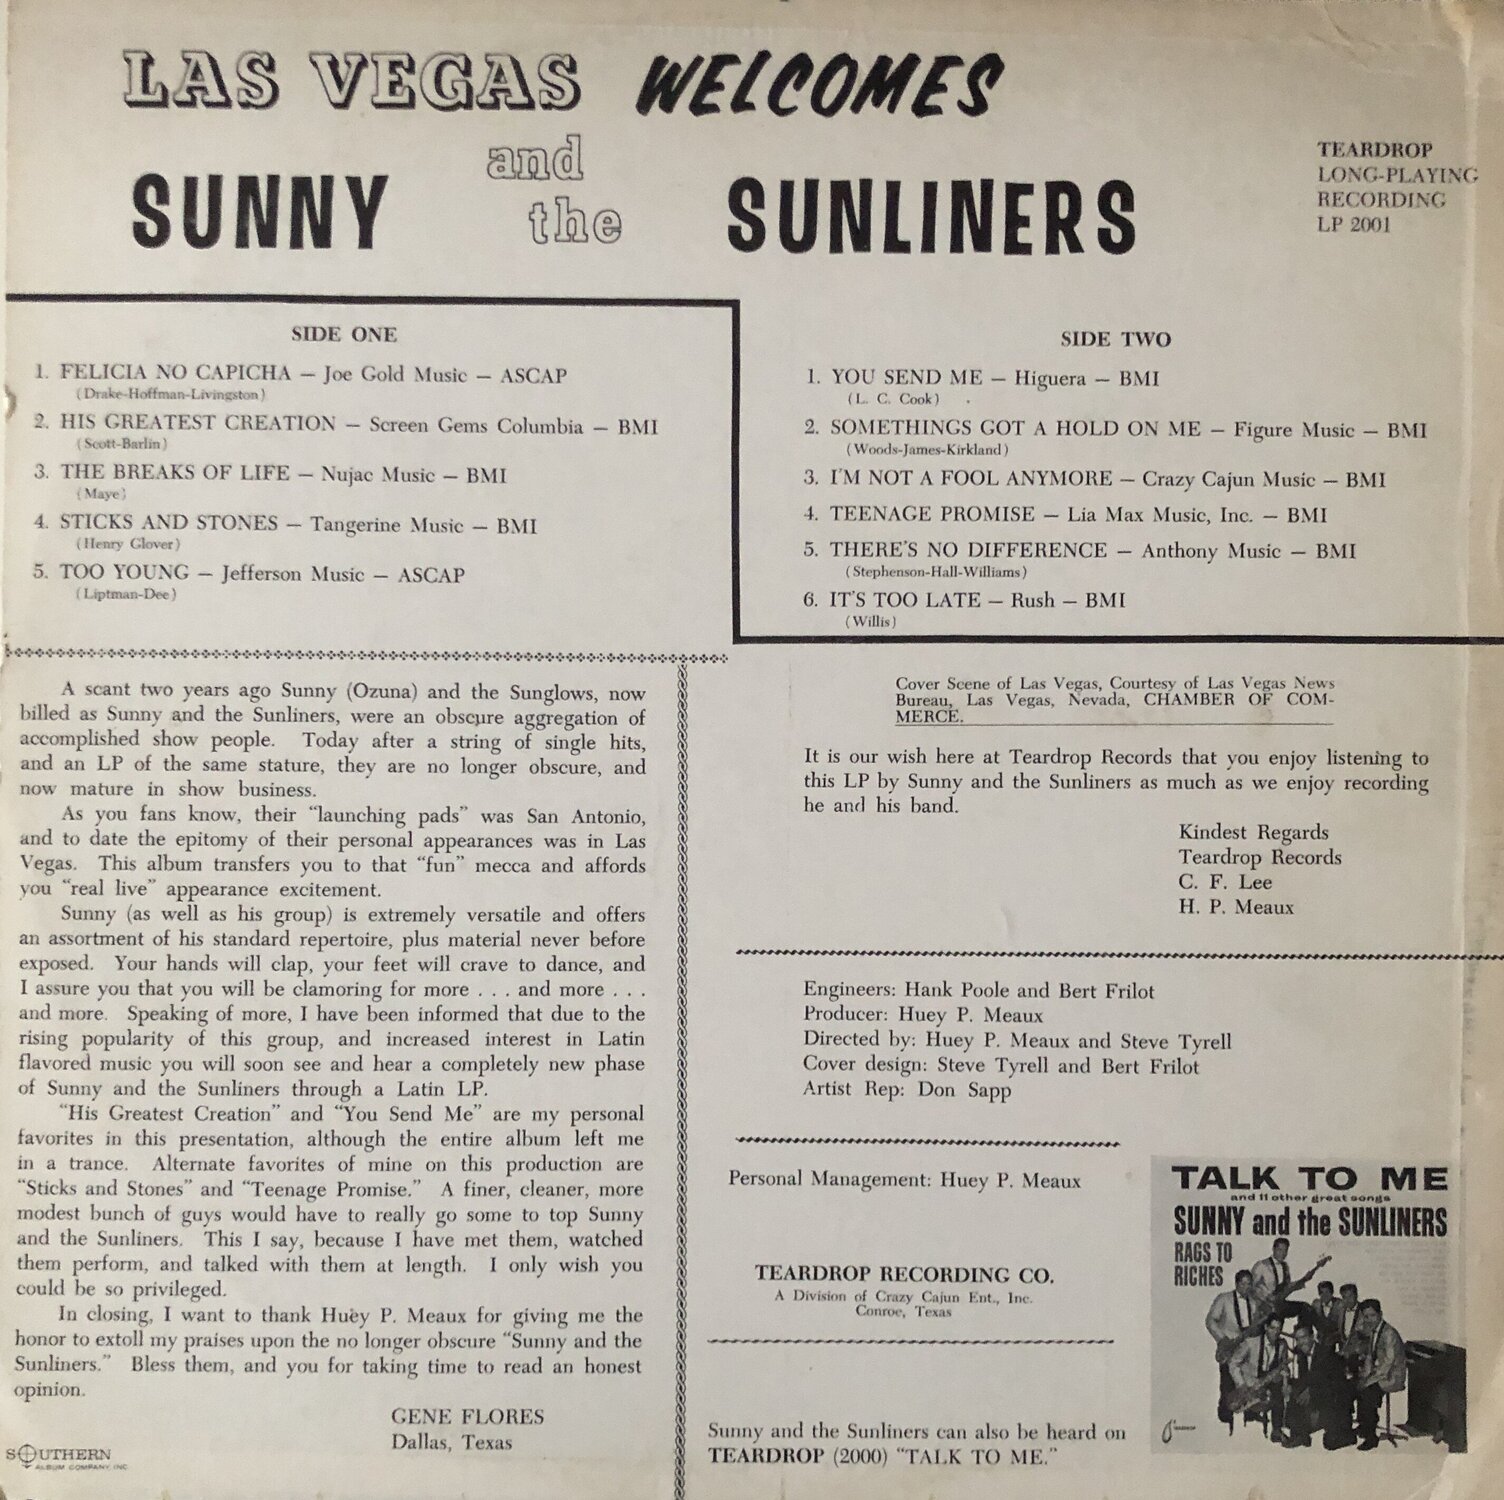 LAS VEGAS WELCOMES
SUNNY and the SUNLINERS
TEARDROP
LONG-PLAYING
RECORDING
LP 2001
SIDE ONE
1. FELICIA NO CAPICHA — Joe Gold Music — ASCAP
(Drake-Hoffman-Livingston)
2. HIS GREATEST CREATION — Screen Gems Columbia — BMI
(Scott-Barlin)
3. THE BREAKS OF LIFE — Nujac Music — BMI
(Maye)
4. STICKS AND STONES — Tangerine Music — BMI
(Henry Glover)
5. TOO YOUNG — Jefferson Music — ASCAP
(Liptman-Dee)
SIDE TWO
1. YOU SEND ME — Higuera — BMI
(L. C. Cook)
2. SOMETHINGS GOT A HOLD ON ME — Figure Music — BMI
(Woods-James-Kirkland)
3. I'M NOT A FOOL ANYMORE — Crazy Cajun Music — BMI
4. TEENAGE PROMISE — Lia Max Music, Inc. — BMI
5. THERE'S NO DIFFERENCE — Anthony Music — BMI
(Stephenson-Hall-Williams)
6. IT'S TOO LATE — Rush — BMI
(Willis)
A scant two years ago Sunny (Ozuna) and the Sunglows, now
billed as Sunny and the Sunliners, were an obscure aggregation of
accomplished show people. Today after a string of single hits,
and an LP of the same stature, they are no longer obscure, and
now mature in show business.
As you fans know, their "launching pads" was San Antonio,
and to date the epitomy of their personal appearances was in Las
Vegas. This album transfers you to that "fun" mecca and affords
you "real live" appearance excitement.
Sunny (as well as his group) is extremely versatile and offers
an assortment of his standard repertoire, plus material never before
exposed. Your hands will clap, your feet will crave to dance, and
I assure you that you will be clamoring for more . . . and more . . .
and more. Speaking of more, I have been informed that due to the
rising popularity of this group, and increased interest in Latin
flavored music you will soon see and hear a completely new phase
of Sunny and the Sunliners through a Latin LP.
"His Greatest Creation" and "You Send Me" are my personal
favorites in this presentation, although the entire album left me
in a trance. Alternate favorites of mine on this production are
"Sticks and Stones" and "Teenage Promise." A finer, cleaner, more
modest bunch of guys would have to really go some to top Sunny
and the Sunliners. This I say, because I have met them, watched
them perform, and talked with them at length. I only wish you
could be so privileged.
In closing, I want to thank Huey P. Meaux for giving me the
honor to extoll my praises upon the no longer obscure "Sunny and the
Sunliners." Bless them, and you for taking time to read an honest
opinion.
GENE FLORES
Dallas, Texas
SOUTHERN
ALBUM COMPANY, INC.
Cover Scene of Las Vegas, Courtesy of Las Vegas News
Bureau, Las Vegas, Nevada, CHAMBER OF COM-
MERCE.
It is our wish here at Teardrop Records that you enjoy listening to
this LP by Sunny and the Sunliners as much as we enjoy recording
he and his band.
Kindest Regards
Teardrop Records
C. F. Lee
H. P. Meaux
Engineers: Hank Poole and Bert Frilot
Producer: Huey P. Meaux
Directed by: Huey P. Meaux and Steve Tyrell
Cover design: Steve Tyrell and Bert Frilot
Artist Rep: Don Sapp
Personal Management: Huey P. Meaux
TEARDROP RECORDING CO.
A Division of Crazy Cajun Ent., Inc.
Conroe, Texas
Sunny and the Sunliners can also be heard on
TEARDROP (2000) "TALK TO ME."
TALK TO ME
and 11 other great songs
SUNNY and the SUNLINERS
RAGS TO
RICHES